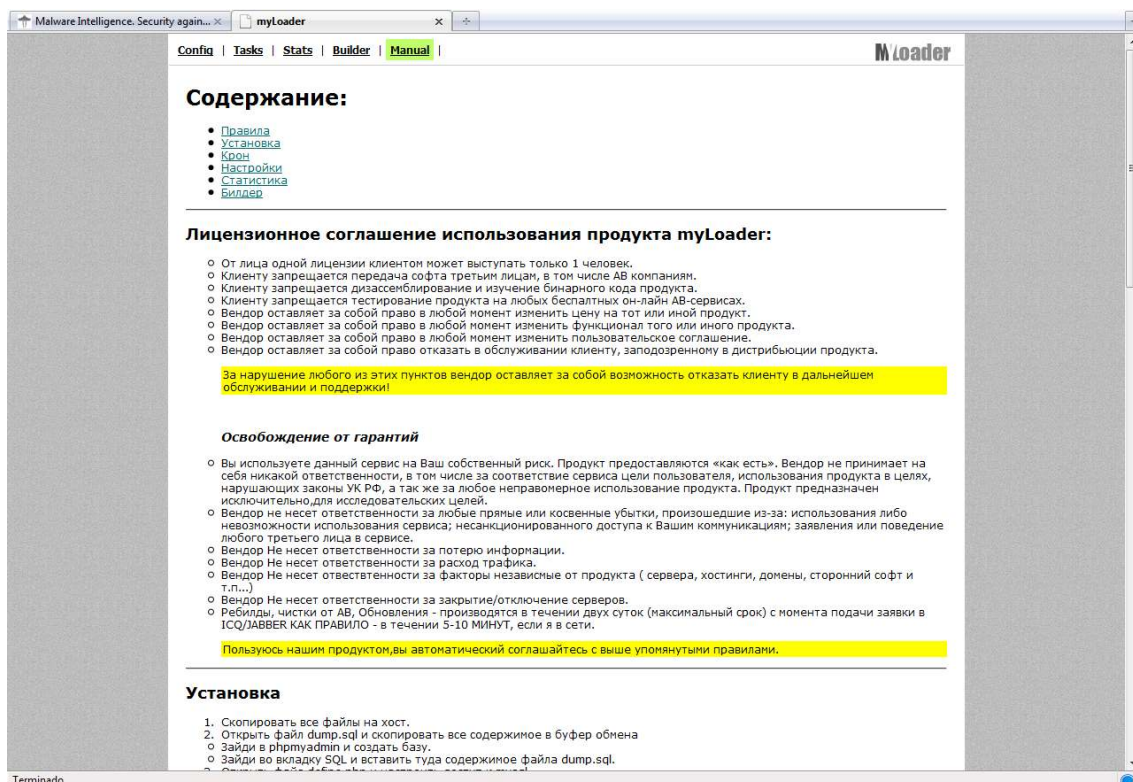 Malware Intelligence. Security again...
myLoader
Config | Tasks | Stats | Builder | Manual |
MyLoader
Содержание:
Правила
Установка
Крон
Настройки
Статистика
Билдер
Лицензионное соглашение использования продукта myLoader:
От лица одной лицензии клиентом может выступать только 1 человек.
Клиенту запрещается передача софта третьим лицам, в том числе АВ компаниям.
Клиенту запрещается дизассемблирование и изучение бинарного кода продукта.
Клиенту запрещается тестирование продукта на любых беспалтных он-лайн АВ-сервисах.
Вендор оставляет за собой право в любой момент изменить цену на тот или иной продукт.
Вендор оставляет за собой право в любой момент изменить функционал того или иного продукта.
Вендор оставляет за собой право в любой момент изменить пользовательское соглашение.
Вендор оставляет за собой право отказать в обслуживании клиенту, заподозренному в дистрибьюции продукта.
За нарушение любого из этих пунктов вендор оставляет за собой возможность отказать клиенту в дальнейшем
обслуживании и поддержки!
Освобождение от гарантий
Вы используете данный сервис на Ваш собственный риск. Продукт предоставляются «как есть». Вендор не принимает на
себя никакой ответственности, в том числе за соответствие сервиса цели пользователя, использования продукта в целях,
нарушающих законы УК РФ, а так же за любое неправомерное использование продукта. Продукт предназначен
исключительно,для исследовательских целей.
Вендор не несет ответственности за любые прямые или косвенные убытки, произошедшие из-за: использования либо
невозможности использования сервиса; несанкционированного доступа к Вашим коммуникациям; заявления или поведение
любого третьего лица в сервисе.
Вендор Не несет ответственности за потерю информации.
Вендор Не несет ответственности за расход трафика.
Вендор Не несет отвествтенности за факторы независмые от продукта ( сервера, хостинги, домены, сторонний софт и
т.п...)
Вендор Не несет ответственности за закрытие/отключение серверов.
Ребилды, чистки от АВ, Обновления - производятся в течении двух суток (максимальный срок) с момента подачи заявки в
ICQ/JABBER КАК ПРАВИЛО - в течении 5-10 МИНУТ, если я в сети.
Пользуюсь нашим продуктом,вы автоматический соглашайтесь с выше упомянутыми правилами.
Установка
1. Скопировать все файлы на хост.
2. Открыть файл dump.sql и скопировать все содержимое в буфер обмена
Зайди в phpmyadmin и создать базу.
Зайди во вкладку SQL и вставить туда содержимое файла dump.sql.
Terminado